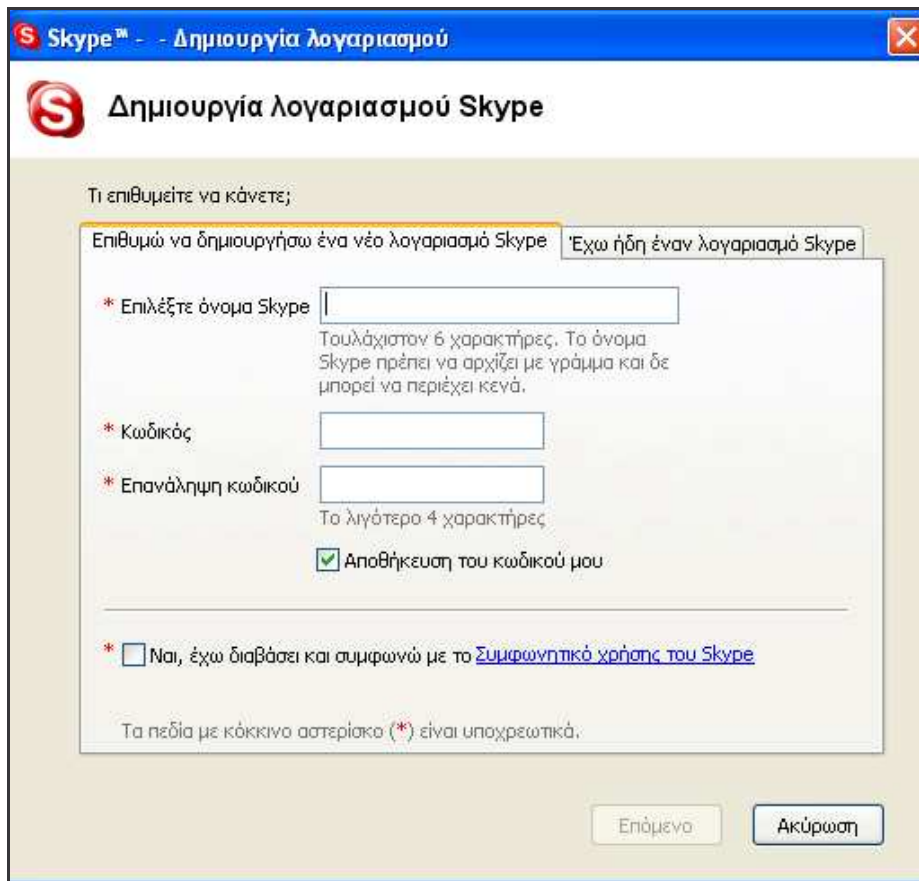 Skype™ - - Δημιουργία λογαριασμού
Δημιουργία λογαριασμού Skype
Τι επιθυμείτε να κάνετε;
Επιθυμώ να δημιουργήσω ένα νέο λογαριασμό Skype
Έχω ήδη έναν λογαριασμό Skype
* Επιλέξτε όνομα Skype
Τουλάχιστον 6 χαρακτήρες. Το όνομα
Skype πρέπει να αρχίζει με γράμμα και δε
μπορεί να περιέχει κενά.
* Κωδικός
* Επανάληψη κωδικού
Το λιγότερο 4 χαρακτήρες
Αποθήκευση του κωδικού μου
* Ναι, έχω διαβάσει και συμφωνώ με το Συμφωνητικό χρήσης του Skype
Τα πεδία με κόκκινο αστερίσκο (*) είναι υποχρεωτικά.
Επόμενο
Ακύρωση